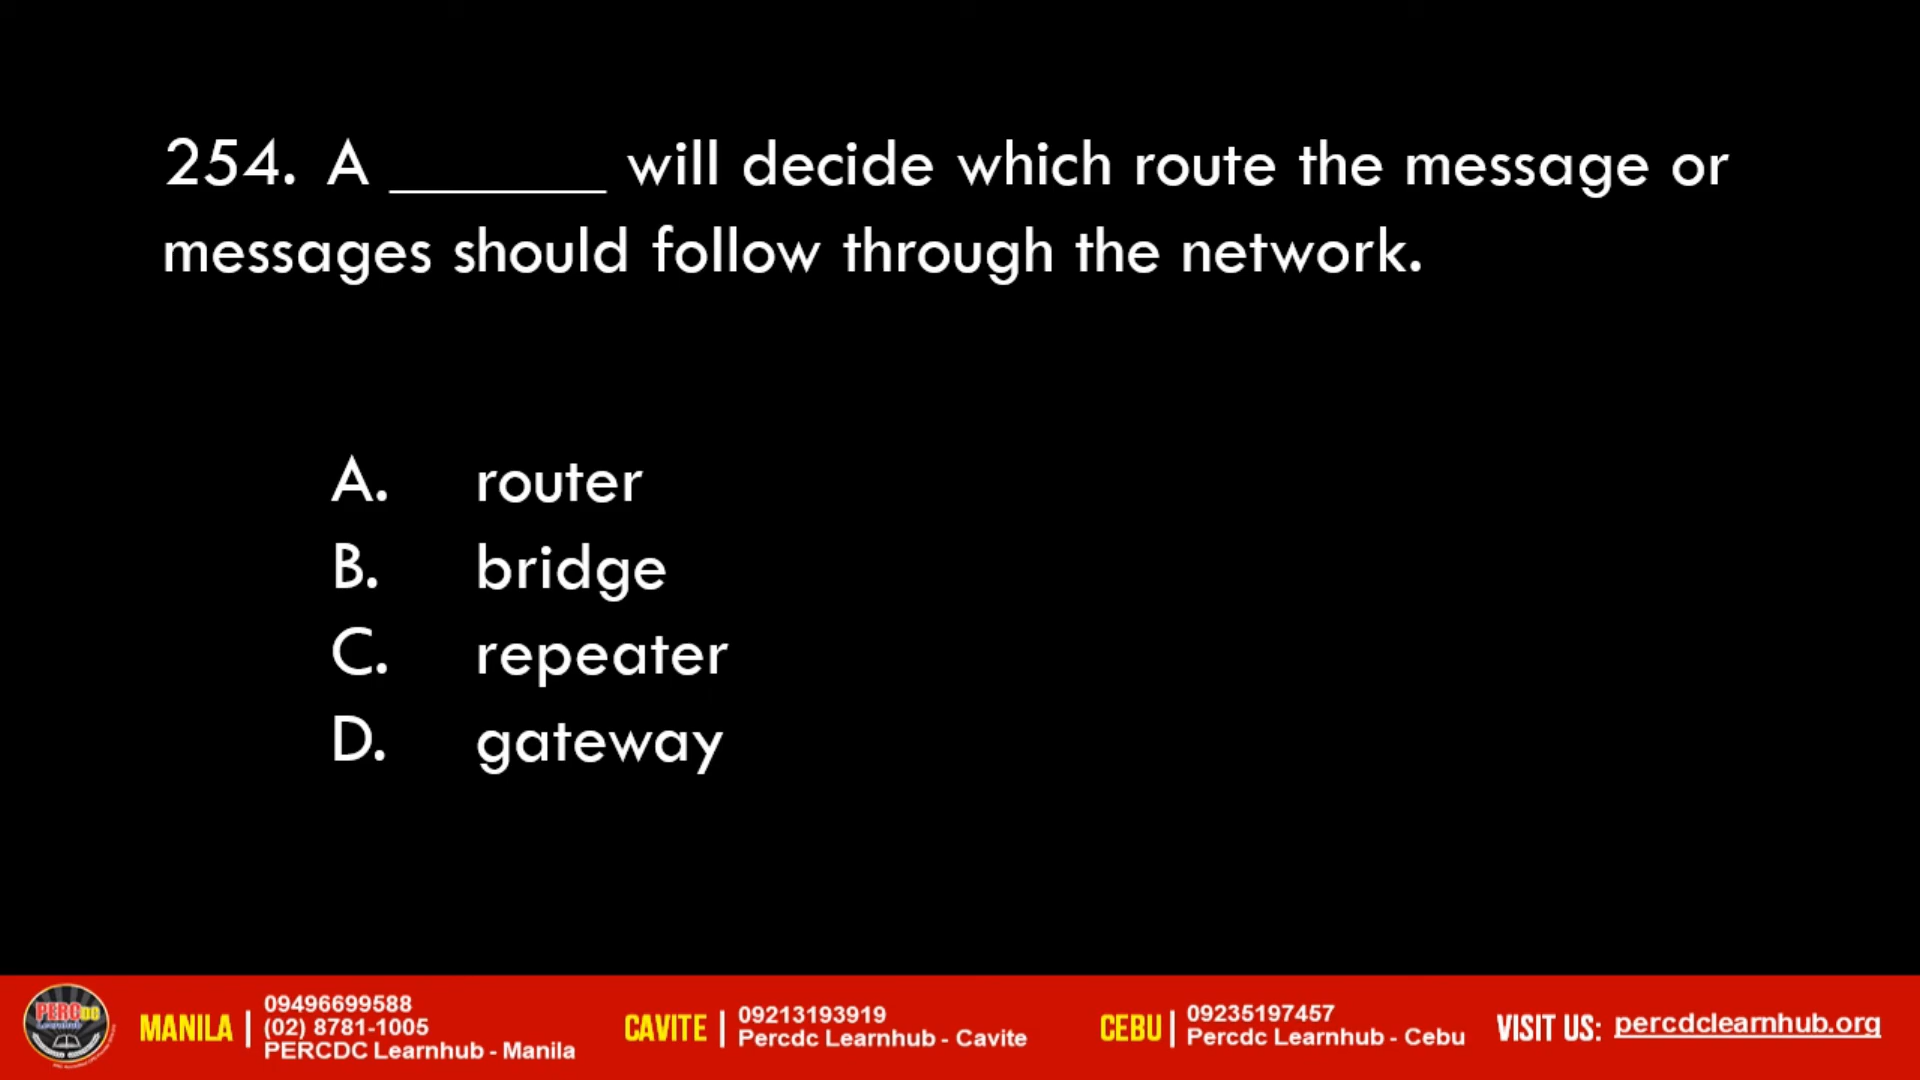 254. A _______ will decide which route the message or
messages should follow through the network.
A. router
B. bridge
C. repeater
D. gateway
PERCDC
Learnhub
MANILA | 09496699588
(02) 8781-1005
PERCDC Learnhub - Manila
CAVITE | 09213193919
Percdc Learnhub - Cavite
CEBU | 09235197457
Percdc Learnhub - Cebu
VISIT US: percdclearnhub.org